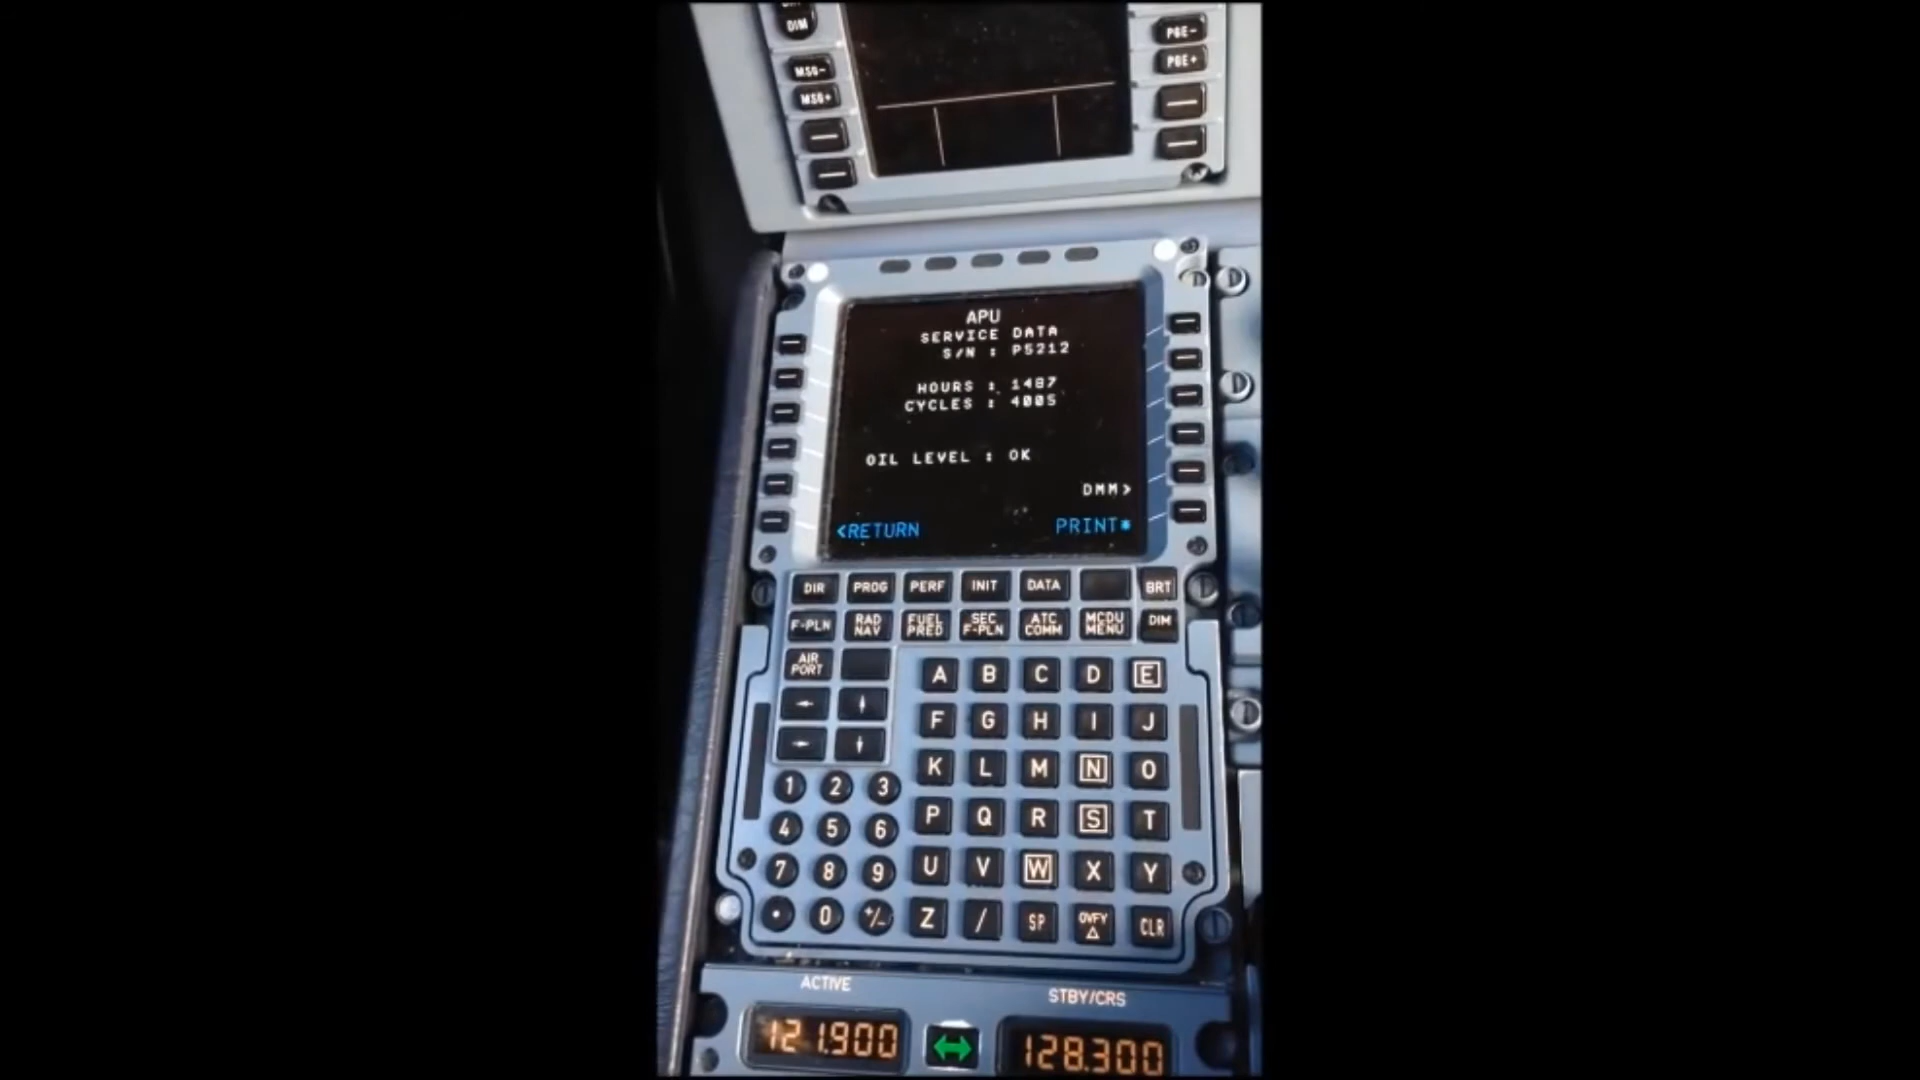 DIM
MSG-
MSG+
PGE-
PGE+
APU
SERVICE DATA
S/N : P5212
HOURS : 1487
CYCLES : 4005
OIL LEVEL : OK
DMM>
<RETURN PRINT*
DIR PROG PERF INIT DATA BRT
F-PLN RAD NAV FUEL PRED SEC F-PLN ATC COMM MCDU MENU DIM
AIR PORT
A B C D E
F G H I J
K L M N O
P Q R S T
U V W X Y
Z / SP OVFY Δ CLR
1 2 3
4 5 6
7 8 9
. 0 +/-
ACTIVE STBY/CRS
121.900 128.300